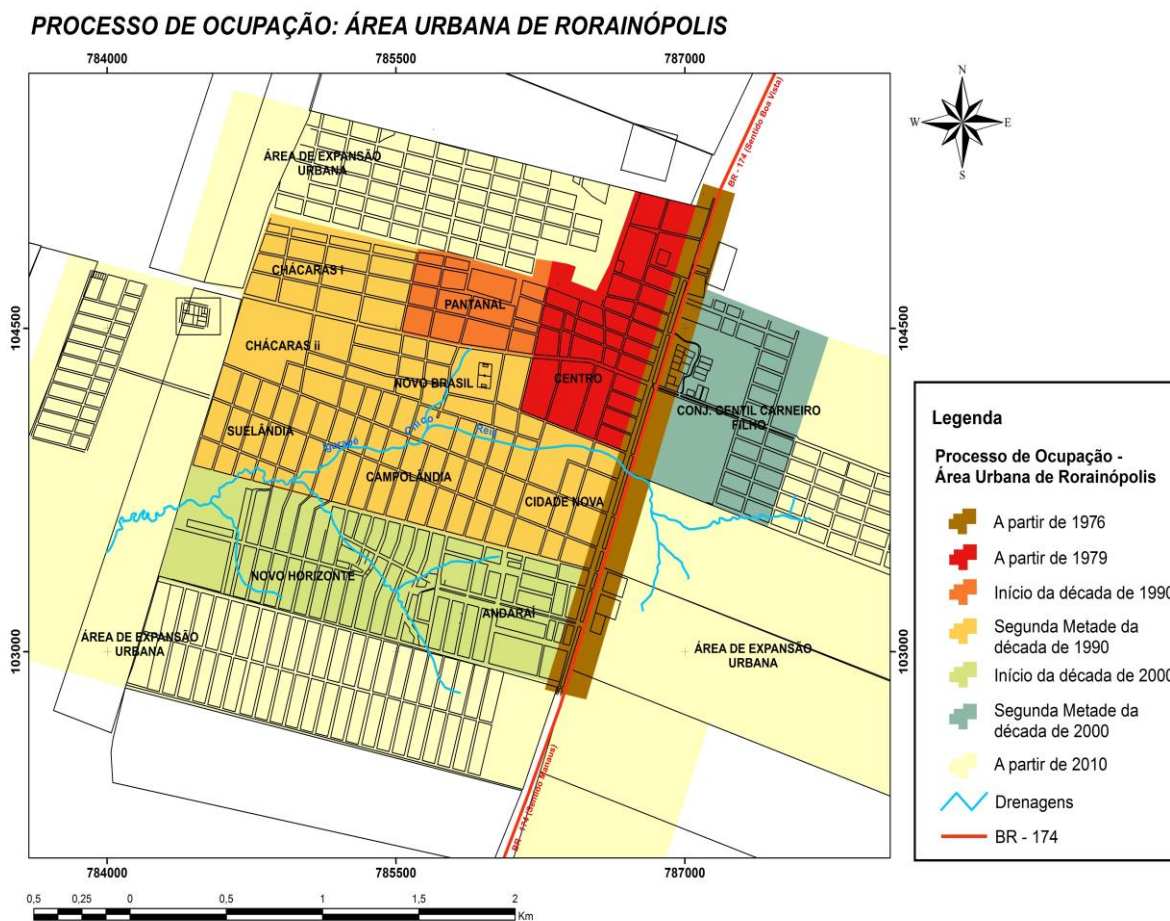 PROCESSO DE OCUPAÇÃO: ÁREA URBANA DE RORAINÓPOLIS
784000
785500
787000
N
W
E
S
BR - 174 (Sentido Boa Vista)
ÁREA DE EXPANSÃO
URBANA
CHÁCARAS I
PANTANAL
104500
104500
CHÁCARAS ii
NOVO BRASIL
CENTRO
CONJ. GENTIL CARNEIRO
FILHO
SUELÂNDIA
Igarapé
Chico
Reis
CAMPOLÂNDIA
CIDADE NOVA
NOVO HORIZONTE
ANDARAÍ
103000
103000
ÁREA DE EXPANSÃO
URBANA
ÁREA DE EXPANSÃO
URBANA
BR - 174 (Sentido Manaus)
784000
785500
787000
0,5
0,25
0
0,5
1
1,5
2
Km
Legenda
Processo de Ocupação -
Área Urbana de Rorainópolis
A partir de 1976
A partir de 1979
Início da década de 1990
Segunda Metade da
década de 1990
Início da década de 2000
Segunda Metade da
década de 2000
A partir de 2010
Drenagens
BR - 174